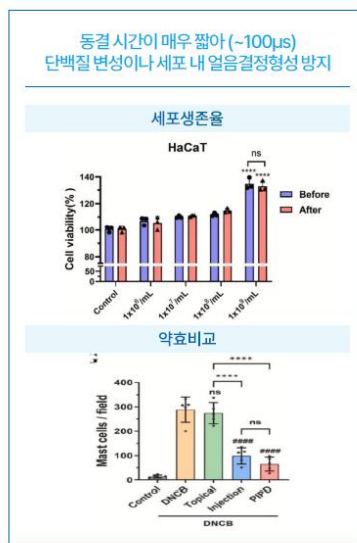 동결 시간이 매우 짧아 (~100μs)
단백질 변성이나 세포 내 얼음결정형성 방지
세포생존율
HaCaT
ns
**** ****
Before
After
Cell viability(%)
140
120
100
80
50
0
Control
1x10⁶/mL
1x10⁷/mL
1x10⁸/mL
1x10⁹/mL
약효비교
****
****
ns
ns
####
####
Mast cells / field
400
300
200
100
0
Control
DNCB
Topical
Injection
PIFD
DNCB